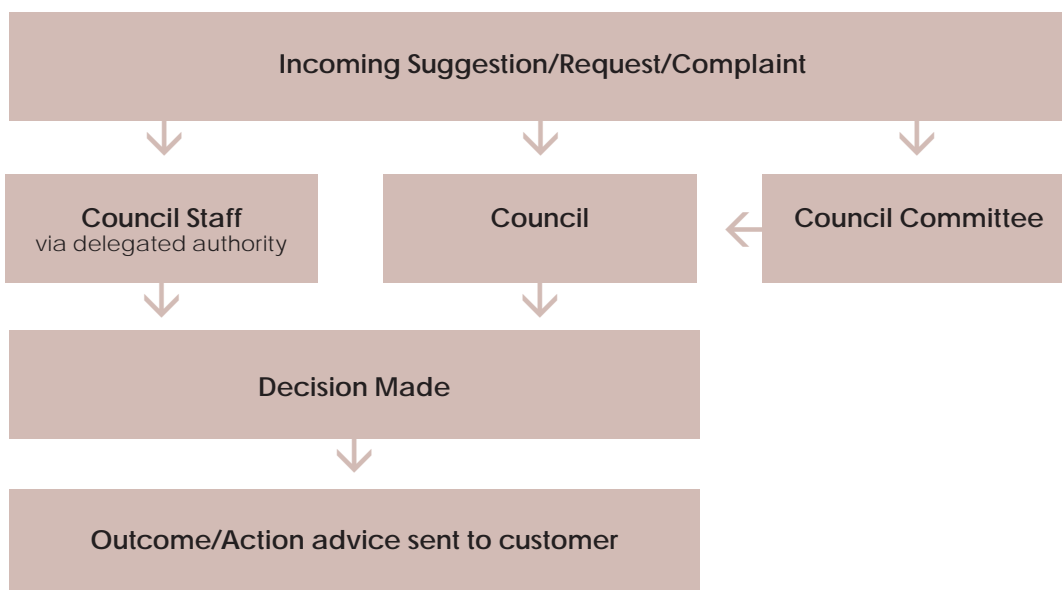 Incoming Suggestion/Request/Complaint
Council Staff
via delegated authority
Council
Council Committee
Decision Made
Outcome/Action advice sent to customer